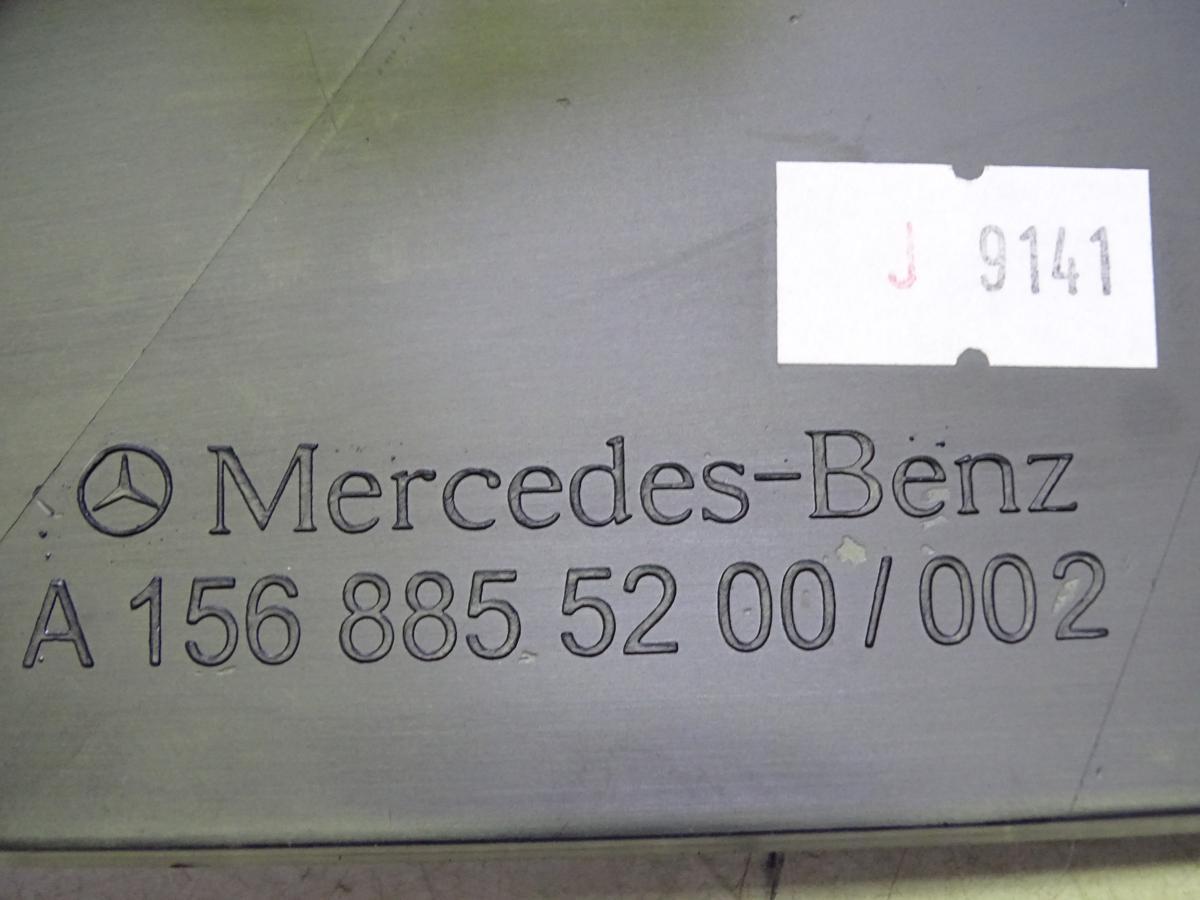 J 9141
Mercedes-Benz
A 156 885 52 00 / 002